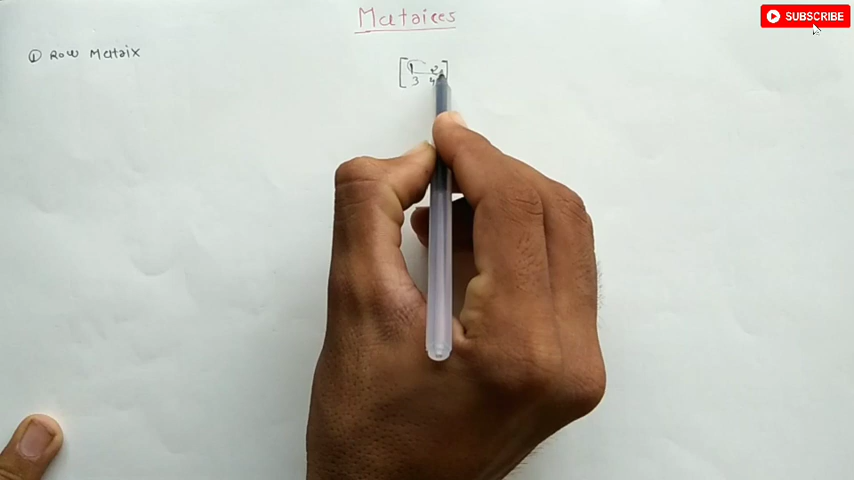 Matrices
SUBSCRIBE
① Row Matrix
1 2
3 4